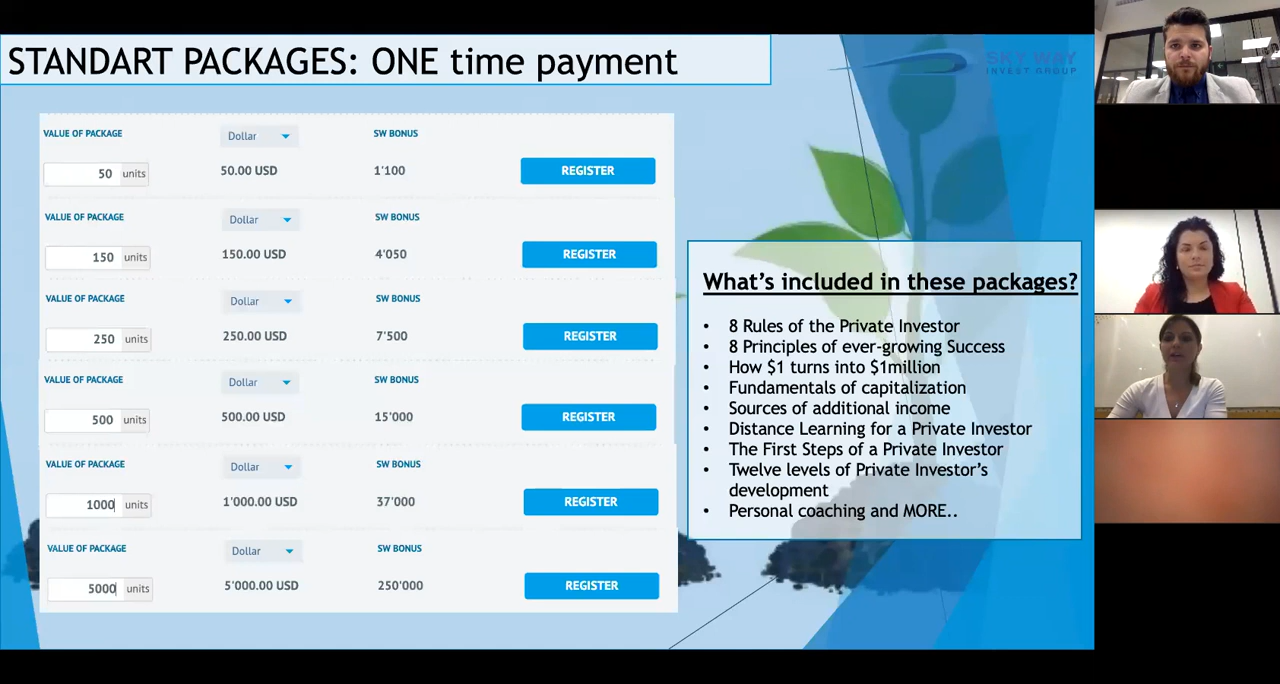 STANDART PACKAGES: ONE time payment
SKY WAY
INVEST GROUP
VALUE OF PACKAGE Dollar SW BONUS
50 units 50.00 USD 1'100 REGISTER
VALUE OF PACKAGE Dollar SW BONUS
150 units 150.00 USD 4'050 REGISTER
VALUE OF PACKAGE Dollar SW BONUS
250 units 250.00 USD 7'500 REGISTER
VALUE OF PACKAGE Dollar SW BONUS
500 units 500.00 USD 15'000 REGISTER
VALUE OF PACKAGE Dollar SW BONUS
1000 units 1'000.00 USD 37'000 REGISTER
VALUE OF PACKAGE Dollar SW BONUS
5000 units 5'000.00 USD 250'000 REGISTER
What's included in these packages?
• 8 Rules of the Private Investor
• 8 Principles of ever-growing Success
• How $1 turns into $1million
• Fundamentals of capitalization
• Sources of additional income
• Distance Learning for a Private Investor
• The First Steps of a Private Investor
• Twelve levels of Private Investor's
development
• Personal coaching and MORE..